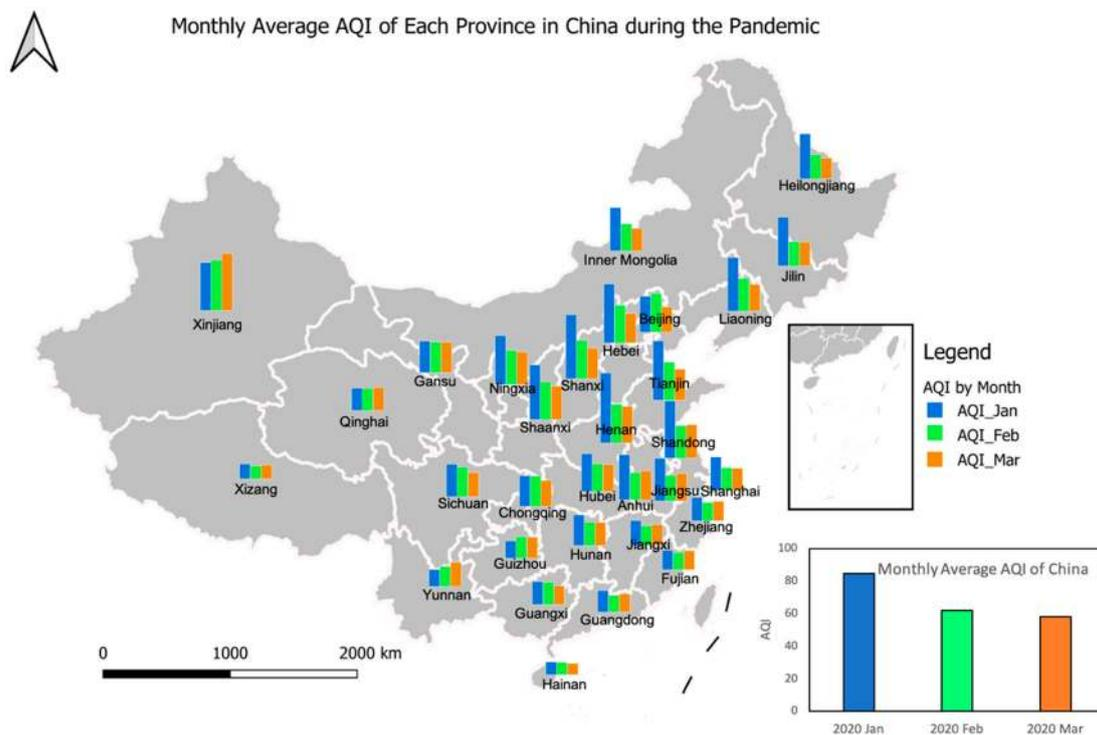 Monthly Average AQI of Each Province in China during the Pandemic
Heilongjiang
Inner Mongolia
Jilin
Xinjiang
Beijing
Liaoning
Hebei
Gansu
Ningxia
Shanxi
Tianjin
Qinghai
Shaanxi
Henan
Shandong
Xizang
Sichuan
Chongqing
Hubei
Anhui
Jiangsu
Shanghai
Zhejiang
Guizhou
Hunan
Jiangxi
Fujian
Yunnan
Guangxi
Guangdong
Hainan
0 1000 2000 km
Legend
AQI by Month
AQI_Jan
AQI_Feb
AQI_Mar
Monthly Average AQI of China
AQI
100
80
60
40
20
0
2020 Jan 2020 Feb 2020 Mar